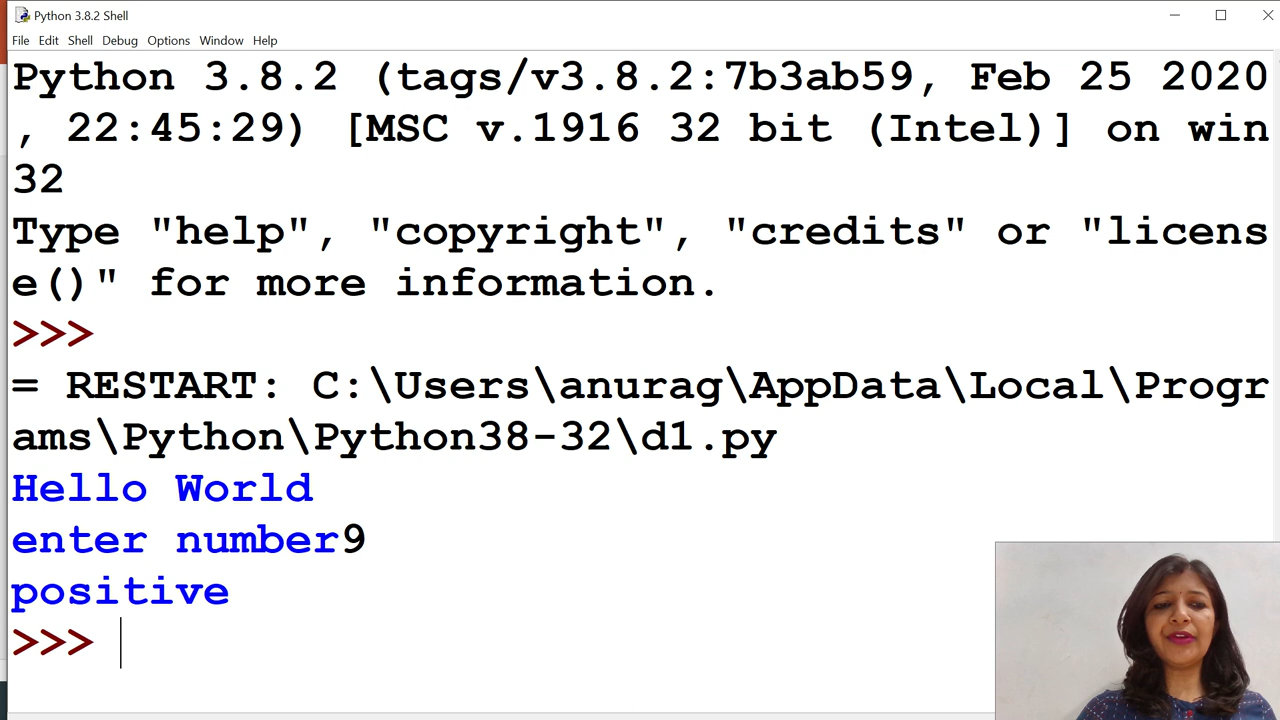 Python 3.8.2 Shell
File Edit Shell Debug Options Window Help
Python 3.8.2 (tags/v3.8.2:7b3ab59, Feb 25 2020
, 22:45:29) [MSC v.1916 32 bit (Intel)] on win
32
Type "help", "copyright", "credits" or "licens
e()" for more information.
>>>
= RESTART: C:\Users\anurag\AppData\Local\Progr
ams\Python\Python38-32\d1.py
Hello World
enter number9
positive
>>>